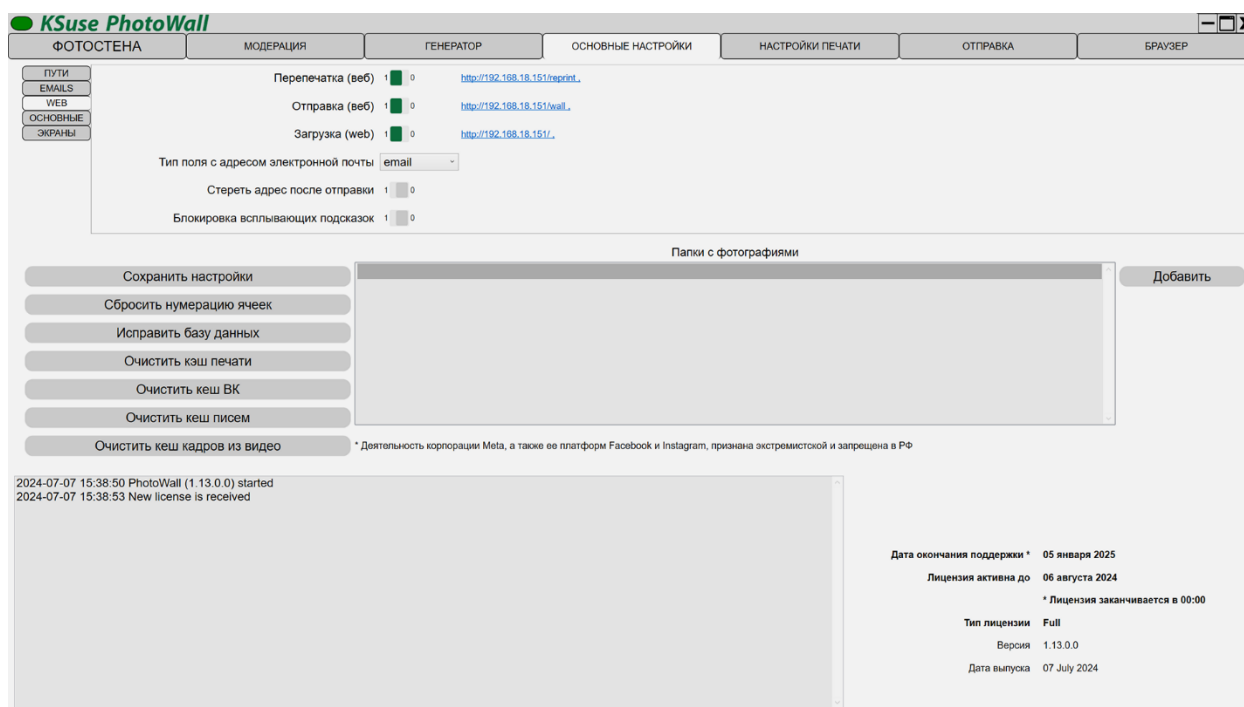 KSuse PhotoWall
ФОТОСТЕНА МОДЕРАЦИЯ ГЕНЕРАТОР ОСНОВНЫЕ НАСТРОЙКИ НАСТРОЙКИ ПЕЧАТИ ОТПРАВКА БРАУЗЕР
ПУТИ
EMAILS
WEB
ОСНОВНЫЕ
ЭКРАНЫ
Перепечатка (веб) 1 0 http://192.168.18.151/reprint .
Отправка (веб) 1 0 http://192.168.18.151/wall .
Загрузка (web) 1 0 http://192.168.18.151/ .
Тип поля с адресом электронной почты email
Стереть адрес после отправки 1 0
Блокировка всплывающих подсказок 1 0
Папки с фотографиями
Сохранить настройки
Добавить
Сбросить нумерацию ячеек
Исправить базу данных
Очистить кэш печати
Очистить кеш ВК
Очистить кеш писем
Очистить кеш кадров из видео
* Деятельность корпорации Meta, а также ее платформ Facebook и Instagram, признана экстремистской и запрещена в РФ
2024-07-07 15:38:50 PhotoWall (1.13.0.0) started
2024-07-07 15:38:53 New license is received
Дата окончания поддержки * 05 января 2025
Лицензия активна до 06 августа 2024
* Лицензия заканчивается в 00:00
Тип лицензии Full
Версия 1.13.0.0
Дата выпуска 07 July 2024